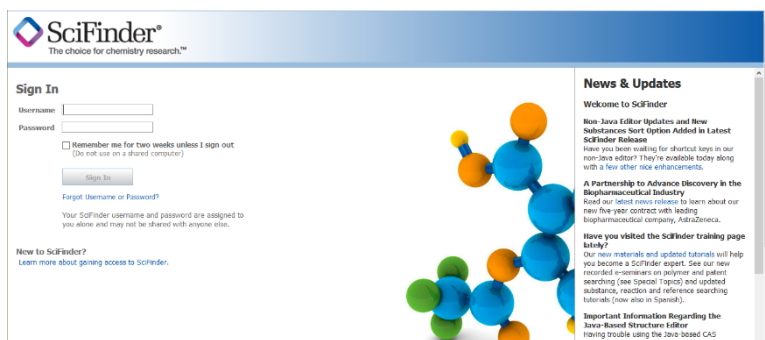 SciFinder®
The choice for chemistry research.™
Sign In
Username
Password
Remember me for two weeks unless I sign out
(Do not use on a shared computer)
Sign In
Forgot Username or Password?
Your SciFinder username and password are assigned to
you alone and may not be shared with anyone else.
New to SciFinder?
Learn more about gaining access to SciFinder.
News & Updates
Welcome to SciFinder
Non-Java Editor Updates and New
Substances Sort Option Added in Latest
SciFinder Release
Have you been waiting for shortcut keys in our
non-Java editor? They're available today along
with a few other nice enhancements.
A Partnership to Advance Discovery in the
Biopharmaceutical Industry
Read our latest news release to learn about our
new five-year contract with leading
biopharmaceutical company, AstraZeneca.
Have you visited the SciFinder training page
lately?
Our new materials and updated tutorials will help
you become a SciFinder expert. See our new
recorded e-seminars on polymer and patent
searching (see Special Topics) and updated
substance, reaction and reference searching
tutorials (now also in Spanish).
Important Information Regarding the
Java-Based Structure Editor
Having trouble using the Java-based CAS